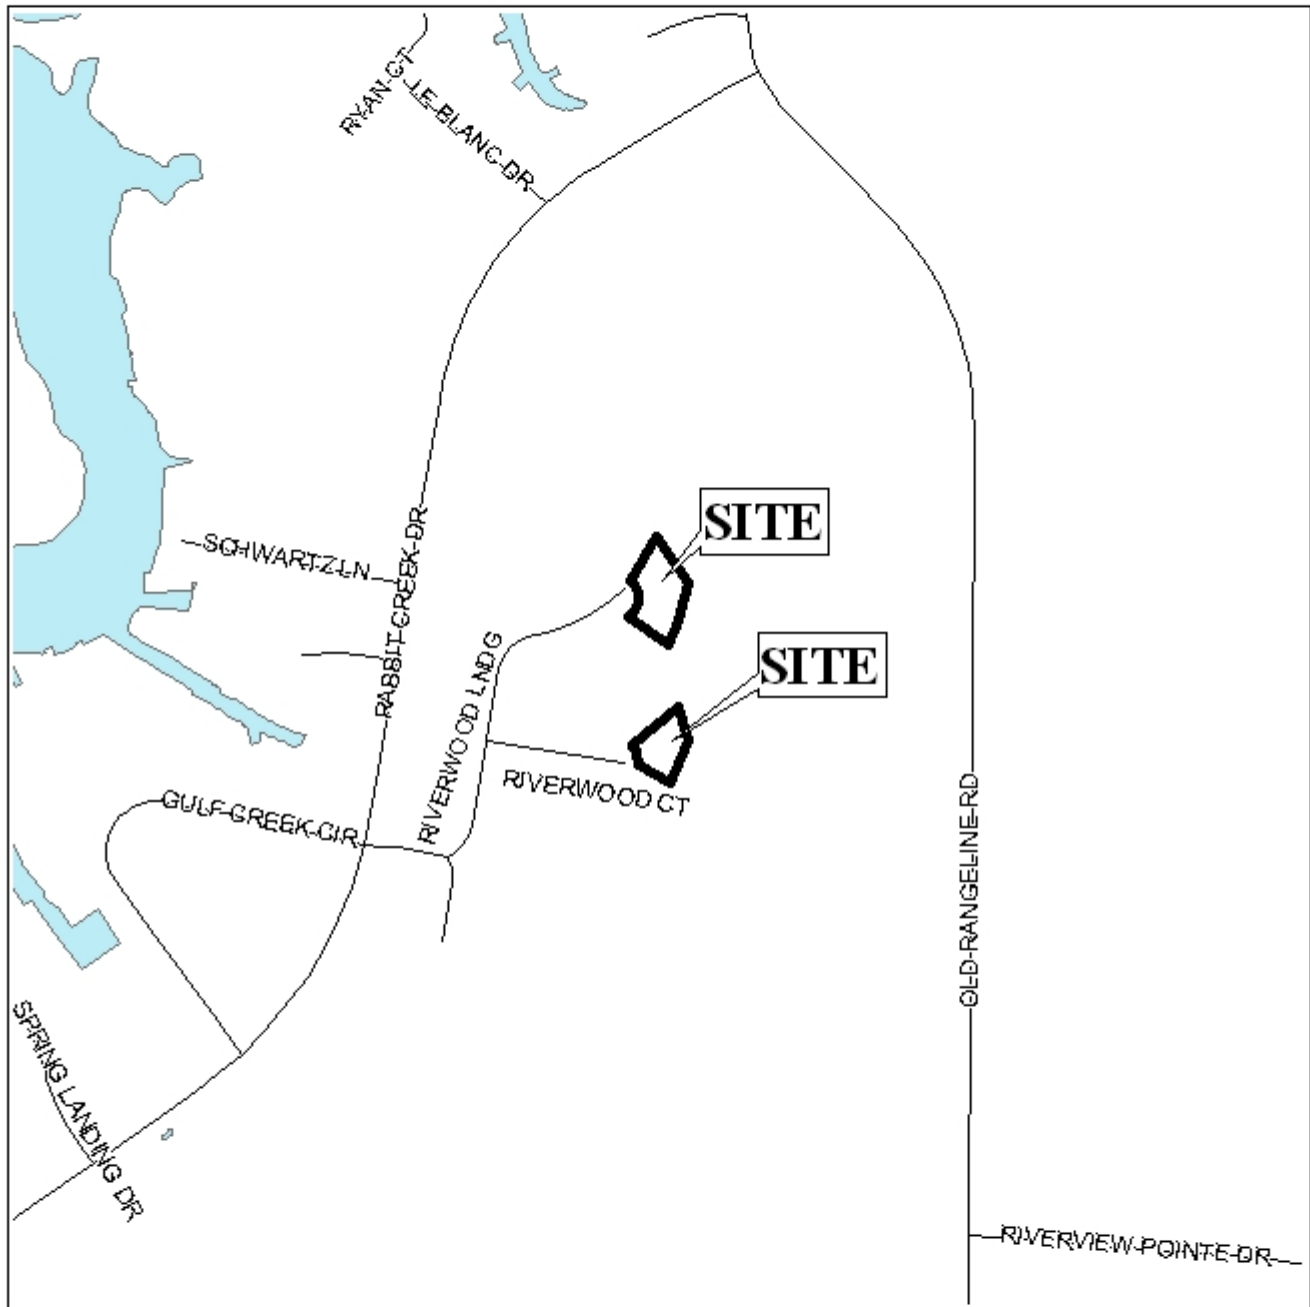 RYAN CT
LE BLANC DR
SITE
SCHWARTZ LN
RABBIT CREEK DR
SITE
RIVERWOOD LNDG
RIVERWOOD CT
GULF CREEK CIR
OLD RANGELINE RD
SPRING LANDING DR
RIVERVIEW POINTE DR